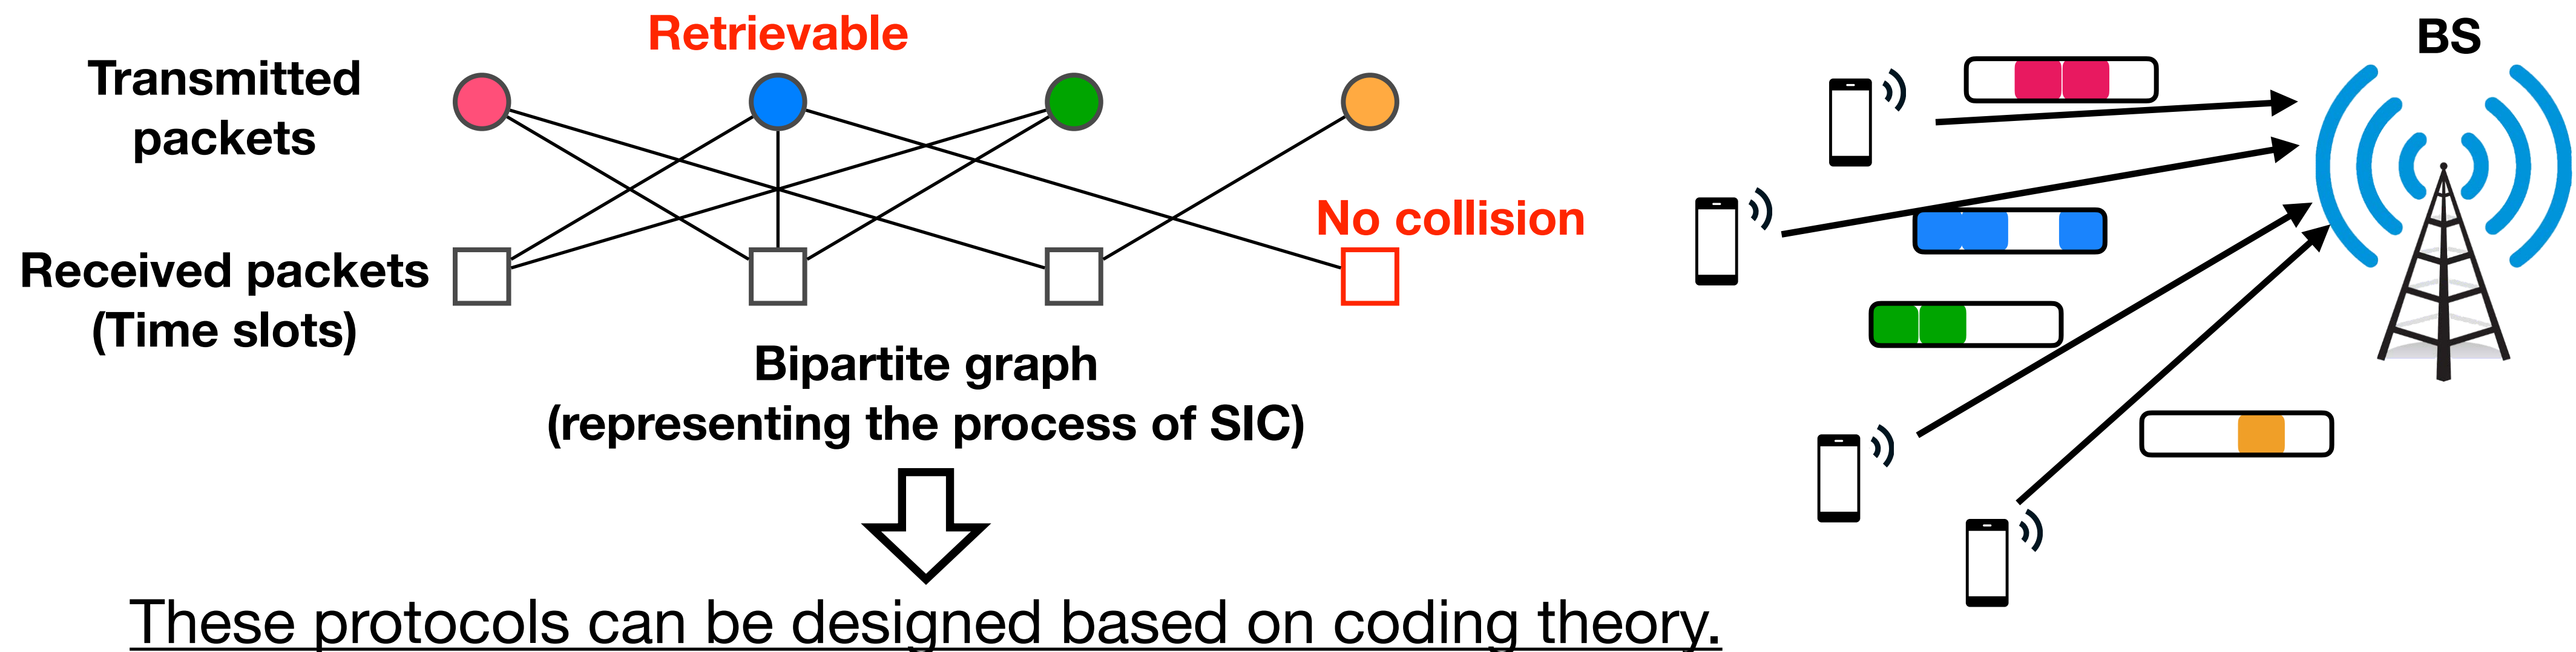 Retrievable
Transmitted
packets
No collision
Received packets
(Time slots)
Bipartite graph
(representing the process of SIC)
These protocols can be designed based on coding theory.
BS